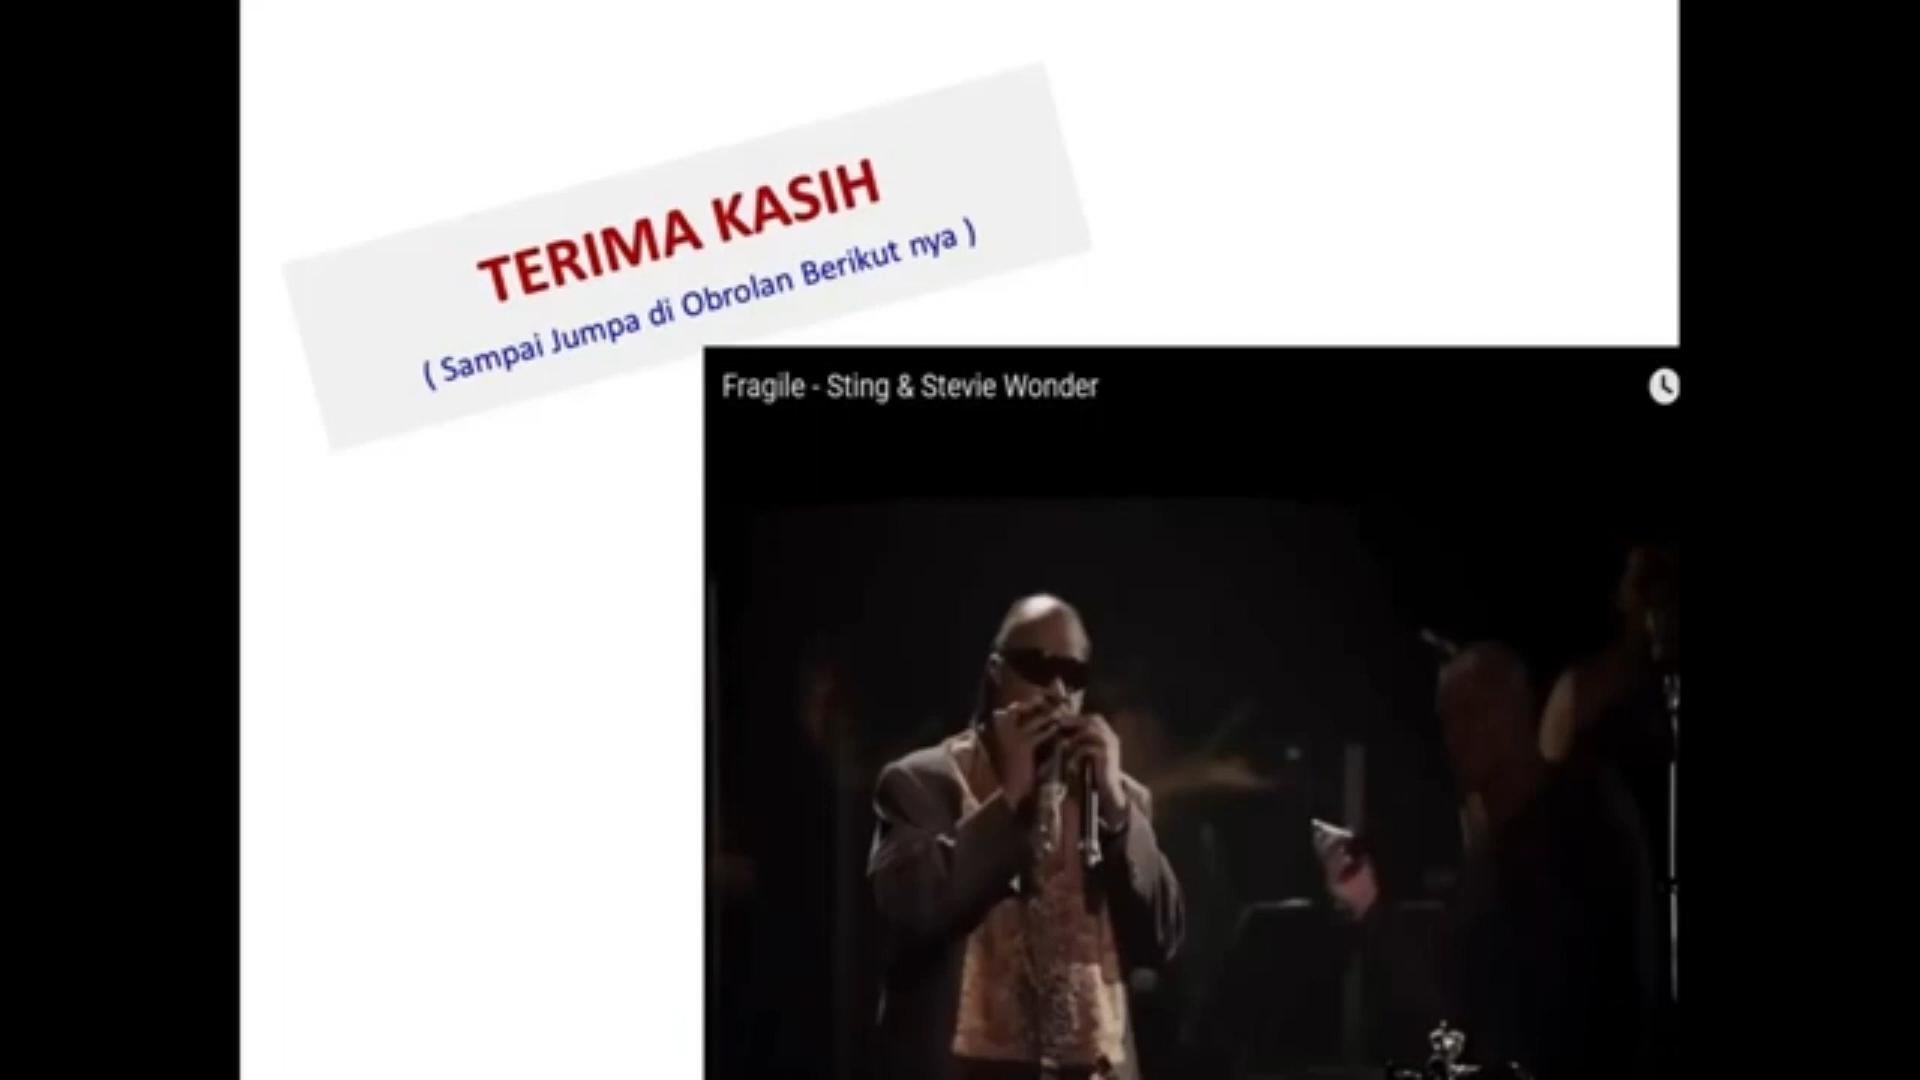 TERIMA KASIH
( Sampai Jumpa di Obrolan Berikut nya )
Fragile - Sting & Stevie Wonder